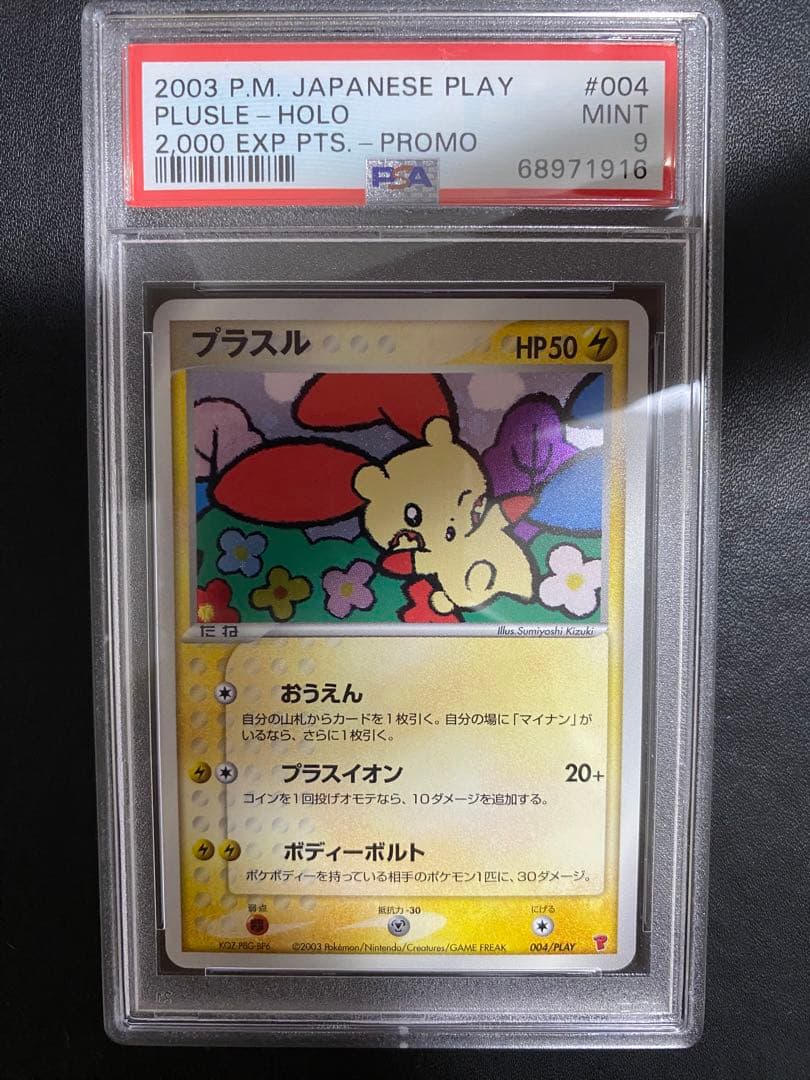 2003 P.M. JAPANESE PLAY #004
PLUSLE - HOLO MINT
2,000 EXP PTS. - PROMO 9
PSA 68971916
プラスル HP50
たね Illus. Sumiyoshi Kizuki
おうえん
自分の山札からカードを1枚引く。自分の場に「マイナン」が
いるなら、さらに1枚引く。
プラスイオン 20+
コインを1回投げオモテなら、10ダメージを追加する。
ボディーボルト
ポケボディーを持っている相手のポケモン1匹に、30ダメージ。
弱点 抵抗力 -30 にげる
KQZ-PBG-BP6 ©2003 Pokémon/Nintendo/Creatures/GAME FREAK 004/PLAY P